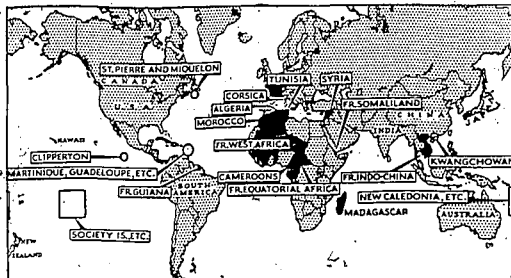 ST. PIERRE AND MIQUELON
CANADA
U.S.A.
TUNISIA
SYRIA
CORSICA
ALGERIA
MOROCCO
FR. SOMALILAND
CHINA
JAPAN
INDIA
HAWAII
FR. WEST AFRICA
CLIPPERTON
KWANGCHOWAN
MARTINIQUE, GUADELOUPE, ETC.
CAMEROONS
FR. INDO-CHINA
FR. GUIANA
SOUTH
AMERICA
FR. EQUATORIAL AFRICA
NEW CALEDONIA, ETC.
MADAGASCAR
AUSTRALIA
SOCIETY IS., ETC.
NEW
ZEALAND